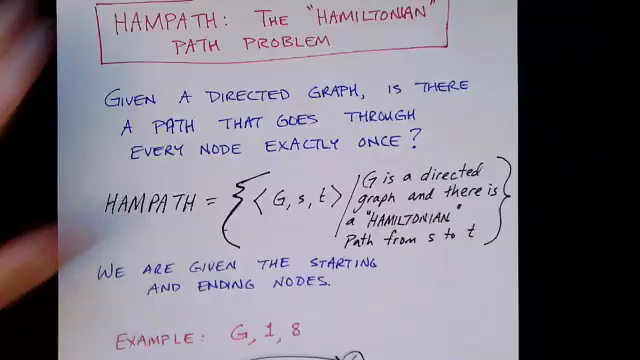 HAMPATH: THE "HAMILTONIAN"
PATH PROBLEM
GIVEN A DIRECTED GRAPH, IS THERE
A PATH THAT GOES THROUGH
EVERY NODE EXACTLY ONCE?
HAMPATH = { < G, s, t > / G is a directed
graph and there is
a "HAMILTONIAN"
Path from s to t }
WE ARE GIVEN THE STARTING
AND ENDING NODES.
EXAMPLE: G, 1, 8